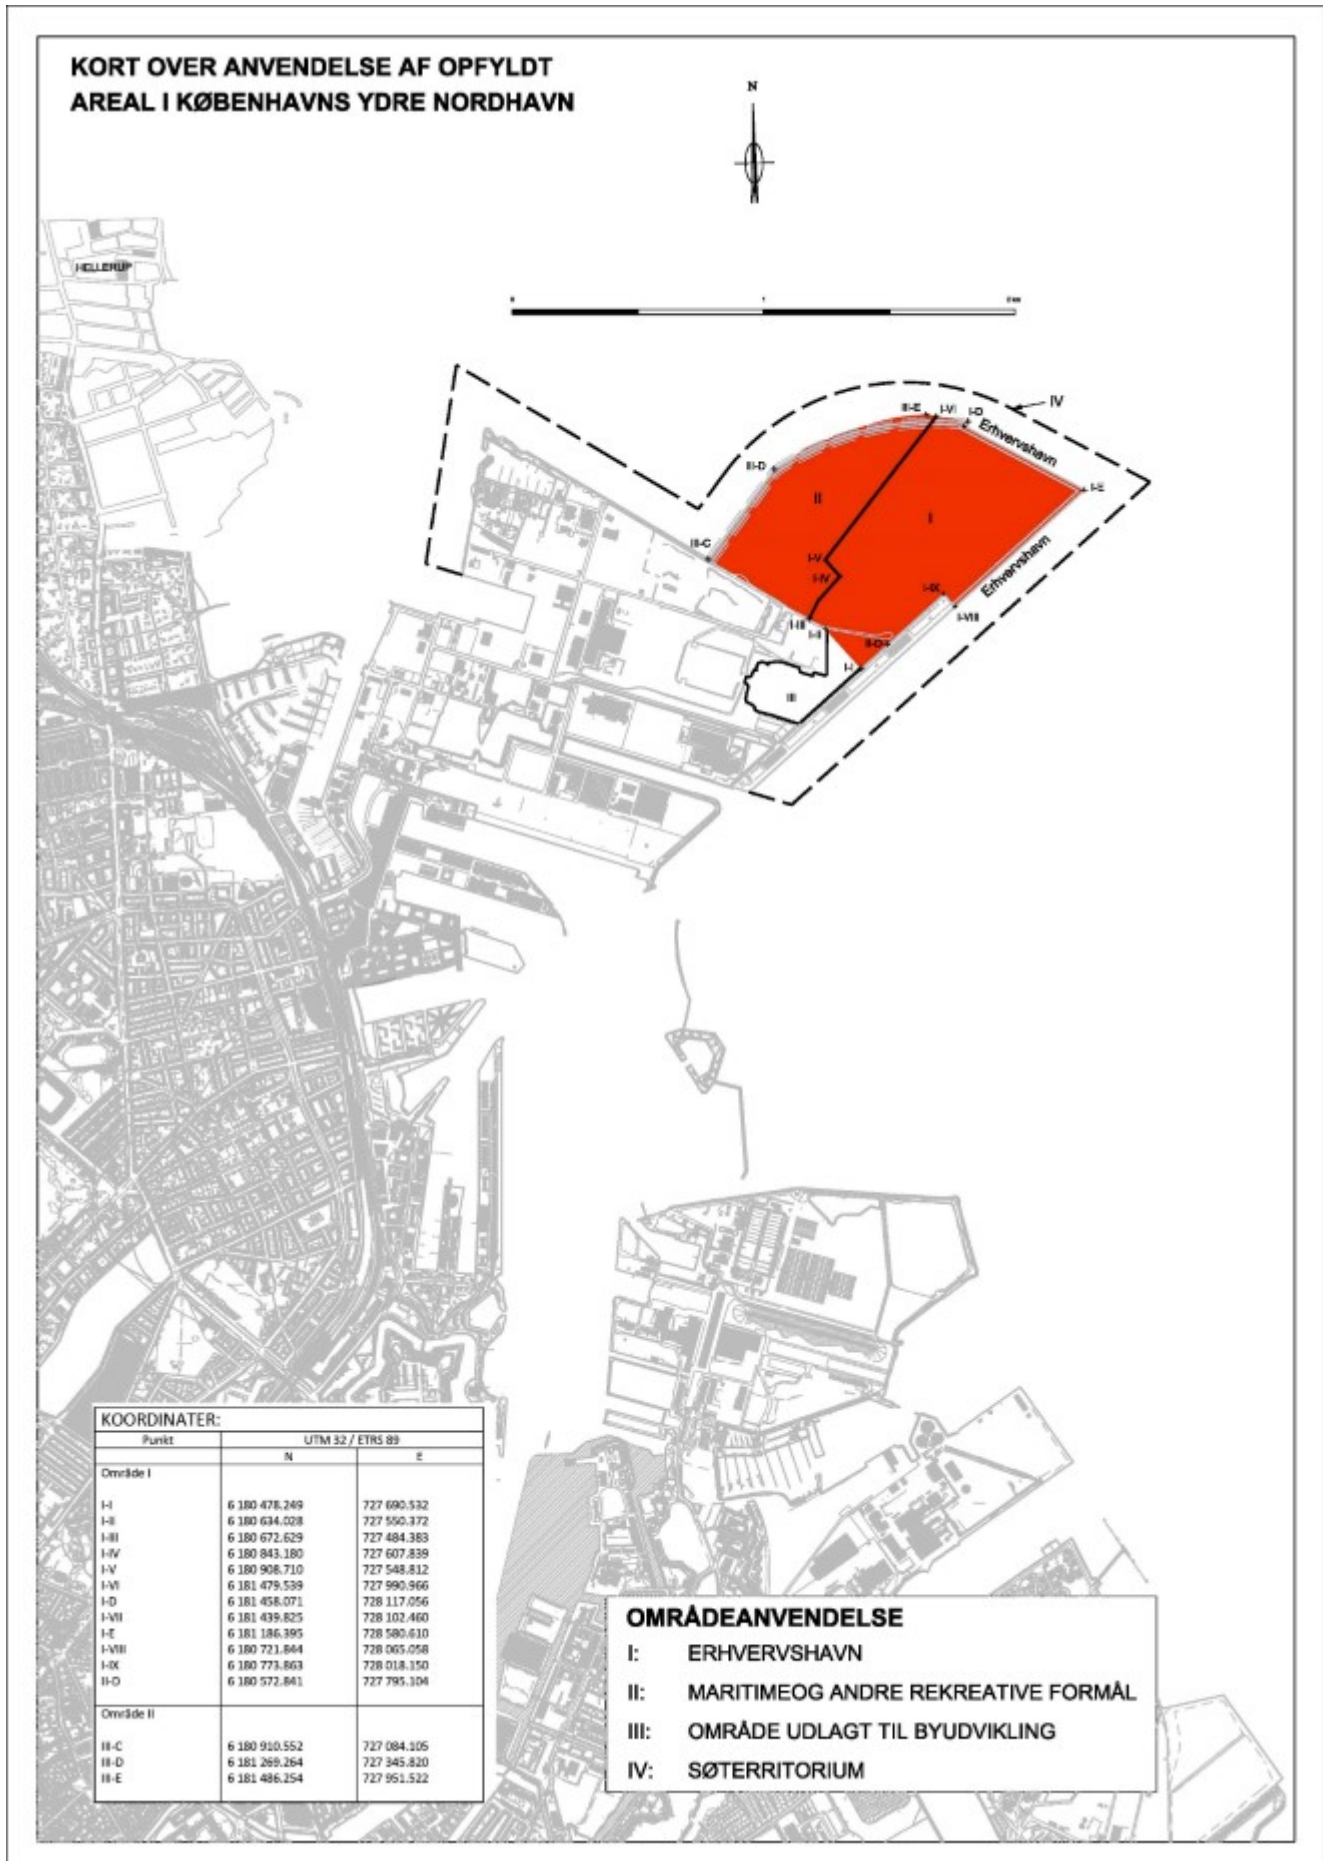 KORT OVER ANVENDELSE AF OPFYLDT
AREAL I KØBENHAVNS YDRE NORDHAVN
N
HELLERUP
0 1 2 km
IV
III-E I-VI I-D
Erhvervshavn
III-D
I-E
II
I
III-C
I-V
I-IV
Erhvervshavn
I-IX
I-VIII
I-III
I-II
II-D
I-I
III
KOORDINATER:
Punkt UTM 32 / ETRS 89
N E
Område I
I-I 6 180 478.249 727 690.532
I-II 6 180 634.028 727 550.372
I-III 6 180 672.629 727 484.383
I-IV 6 180 843.180 727 607.839
I-V 6 180 908.710 727 548.812
I-VI 6 181 479.539 727 990.966
I-D 6 181 458.071 728 117.056
I-VII 6 181 439.825 728 102.460
I-E 6 181 186.395 728 580.610
I-VIII 6 180 721.844 728 065.058
I-IX 6 180 773.863 728 018.150
II-D 6 180 572.841 727 795.104
Område II
III-C 6 180 910.552 727 084.105
III-D 6 181 269.264 727 345.820
III-E 6 181 486.254 727 951.522
OMRÅDEANVENDELSE
I: ERHVERVSHAVN
II: MARITIMEOG ANDRE REKREATIVE FORMÅL
III: OMRÅDE UDLAGT TIL BYUDVIKLING
IV: SØTERRITORIUM